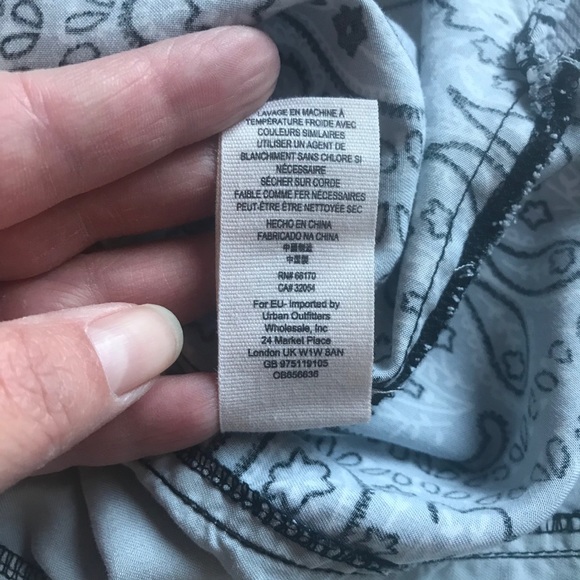 LAVAGE EN MACHINE À
TEMPÉRATURE FROIDE AVEC
COULEURS SIMILAIRES
UTILISER UN AGENT DE
BLANCHIMENT SANS CHLORE SI
NÉCESSAIRE
SÉCHER SUR CORDE
FAIBLE COMME FER NÉCESSAIRES
PEUT-ÊTRE ÊTRE NETTOYÉE SEC
HECHO EN CHINA
FABRICADO NA CHINA
中國製造
中国製
RN# 66170
CA# 32054
For EU- Imported by
Urban Outfitters
Wholesale, Inc
24 Market Place
London UK W1W 8AN
GB 975119105
OB856636